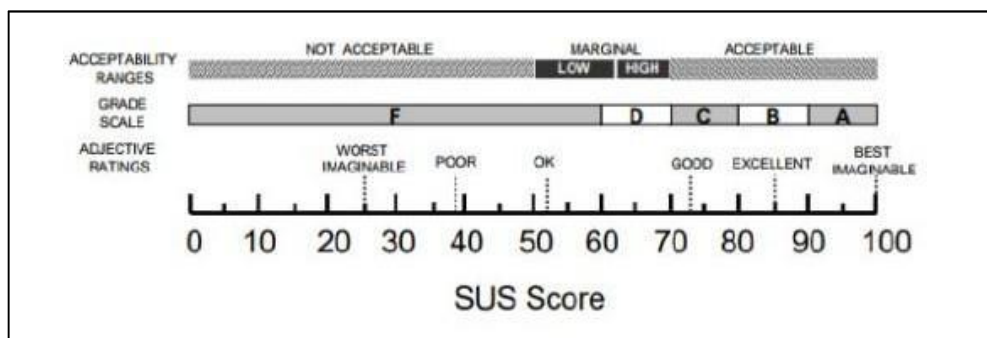 NOT ACCEPTABLE MARGINAL ACCEPTABLE
ACCEPTABILITY
RANGES
LOW HIGH
GRADE
SCALE
F D C B A
ADJECTIVE
RATINGS
WORST
IMAGINABLE
POOR
OK
GOOD
EXCELLENT
BEST
IMAGINABLE
0 10 20 30 40 50 60 70 80 90 100
SUS Score